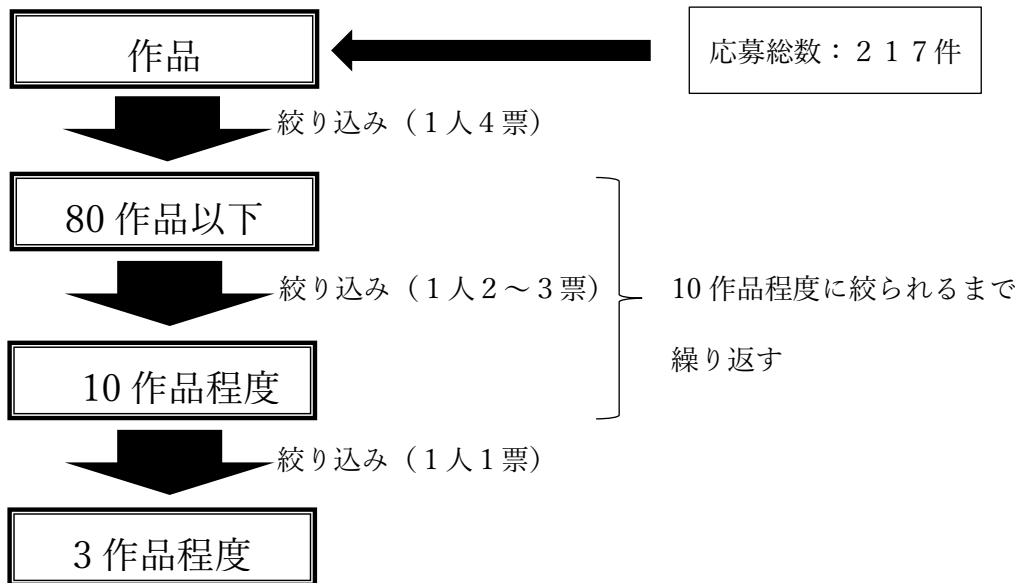 作品
応募総数：２１７件
絞り込み（１人４票）
80 作品以下
絞り込み（１人２～３票）
10 作品程度に絞られるまで
繰り返す
10 作品程度
絞り込み（１人１票）
3 作品程度